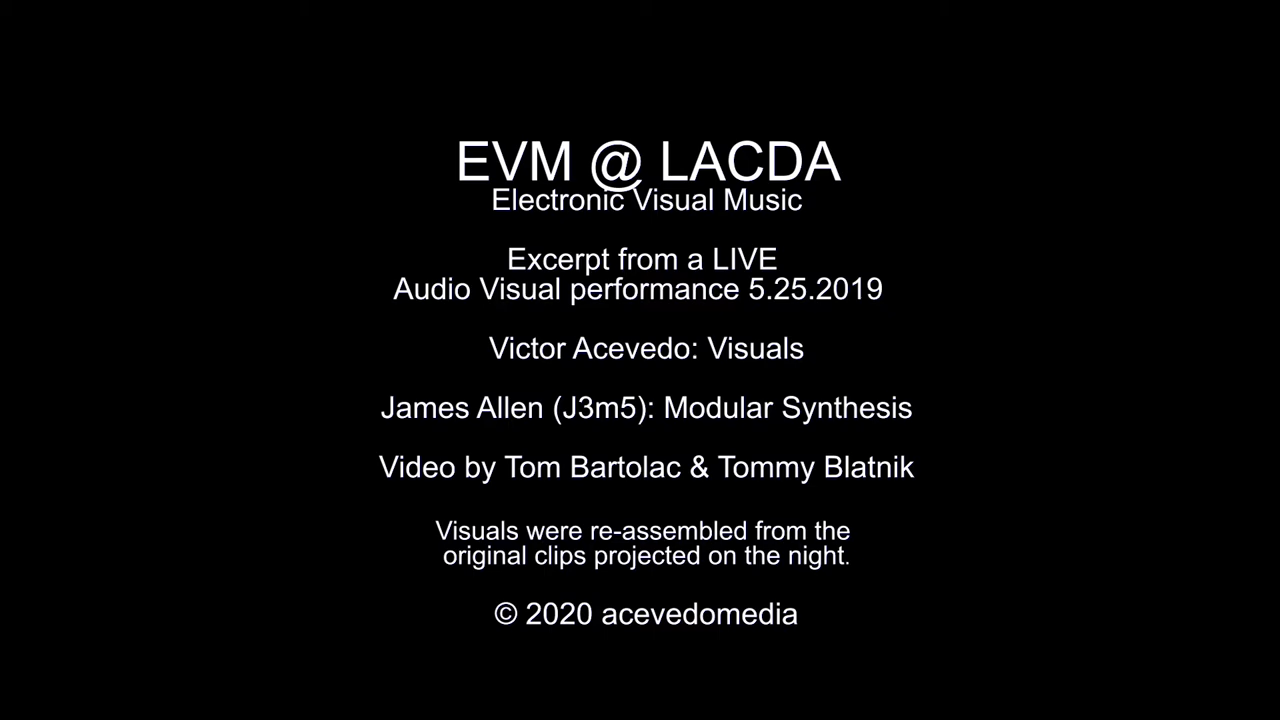 EVM @ LACDA
Electronic Visual Music
Excerpt from a LIVE
Audio Visual performance 5.25.2019
Victor Acevedo: Visuals
James Allen (J3m5): Modular Synthesis
Video by Tom Bartolac & Tommy Blatnik
Visuals were re-assembled from the
original clips projected on the night.
© 2020 acevedomedia